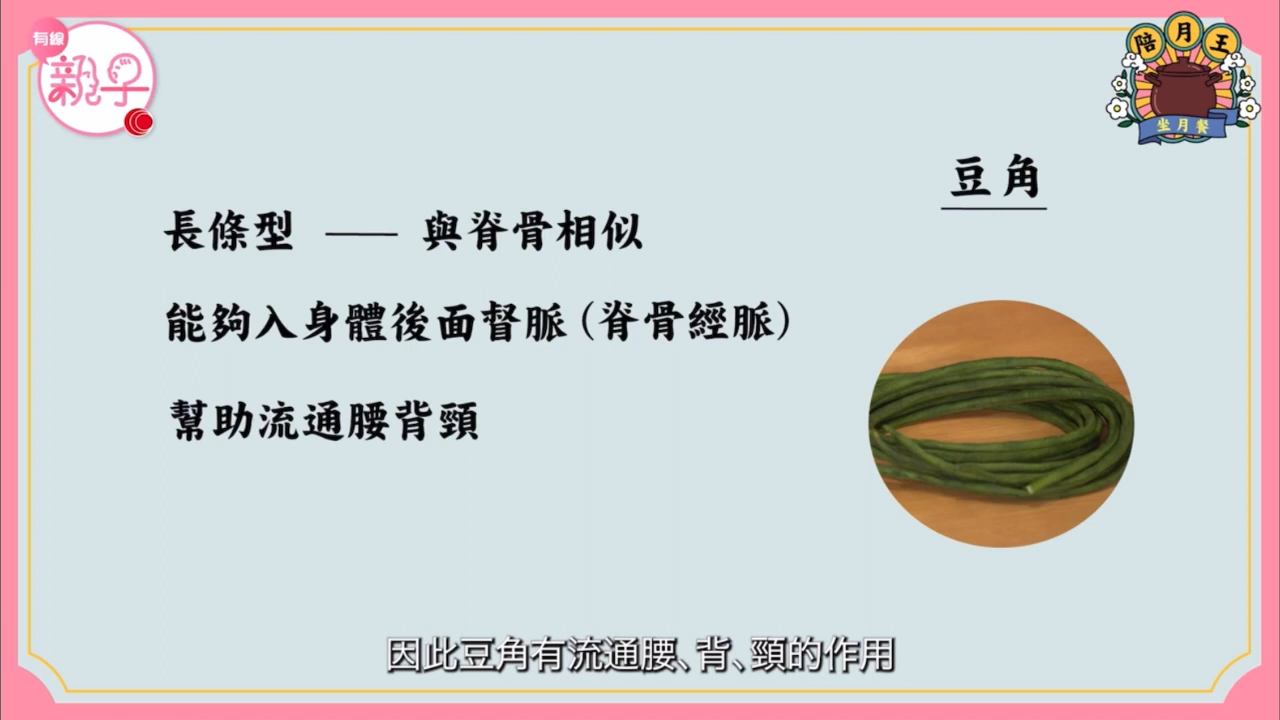 有線
親子
陪月王
坐月餐
豆角
長條型 —— 與脊骨相似
能夠入身體後面督脈(脊骨經脈)
幫助流通腰背頸
因此豆角有流通腰、背、頸的作用